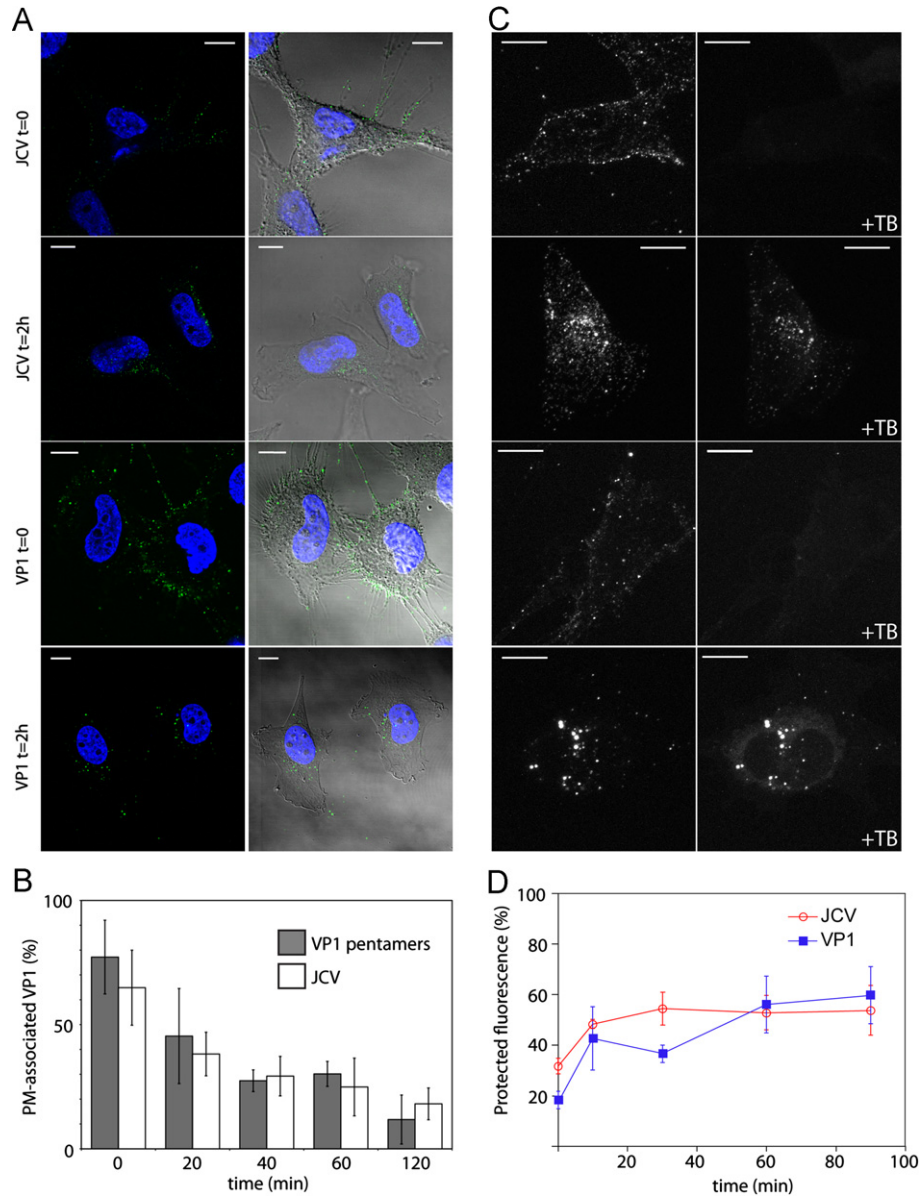 A
C
JCV t=0
+TB
JCV t=2h
+TB
VP1 t=0
+TB
VP1 t=2h
+TB
B
D
100
50
0
PM-associated VP1 (%)
VP1 pentamers
JCV
0 20 40 60 120
time (min)
100
80
60
40
20
Protected fluorescence (%)
JCV
VP1
20 40 60 80 100
time (min)